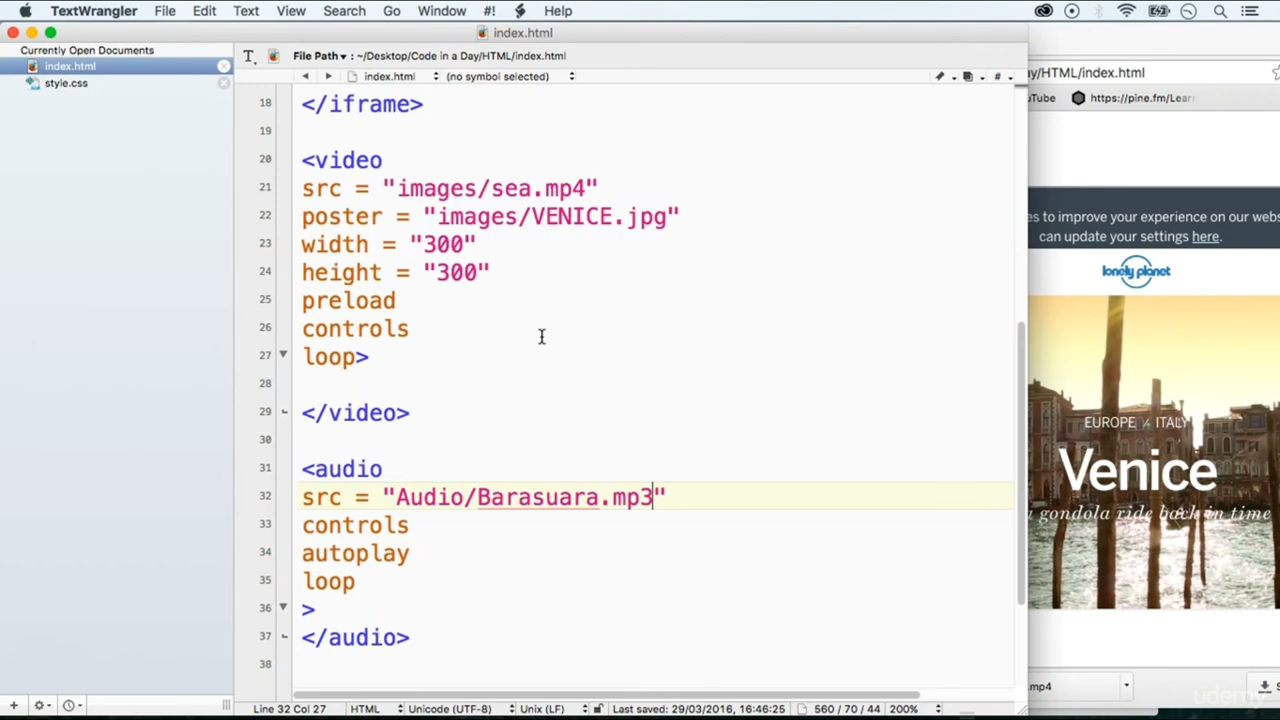 TextWrangler File Edit Text View Search Go Window #! Help
index.html
Currently Open Documents
index.html
style.css
File Path ▾ : ~/Desktop/Code in a Day/HTML/index.html
index.html (no symbol selected)
18 </iframe>
19
20 <video
21 src = "images/sea.mp4"
22 poster = "images/VENICE.jpg"
23 width = "300"
24 height = "300"
25 preload
26 controls
27 loop>
28
29 </video>
30
31 <audio
32 src = "Audio/Barasuara.mp3"
33 controls
34 autoplay
35 loop
36 >
37 </audio>
38
Line 32 Col 27 HTML Unicode (UTF-8) Unix (LF) Last saved: 29/03/2016, 16:46:25 560 / 70 / 44 200%
ay/HTML/index.html
uTube https://pine.fm/Lear
es to improve your experience on our webs
can update your settings here.
lonely planet
EUROPE / ITALY
Venice
a gondola ride back in time
.mp4
udemy